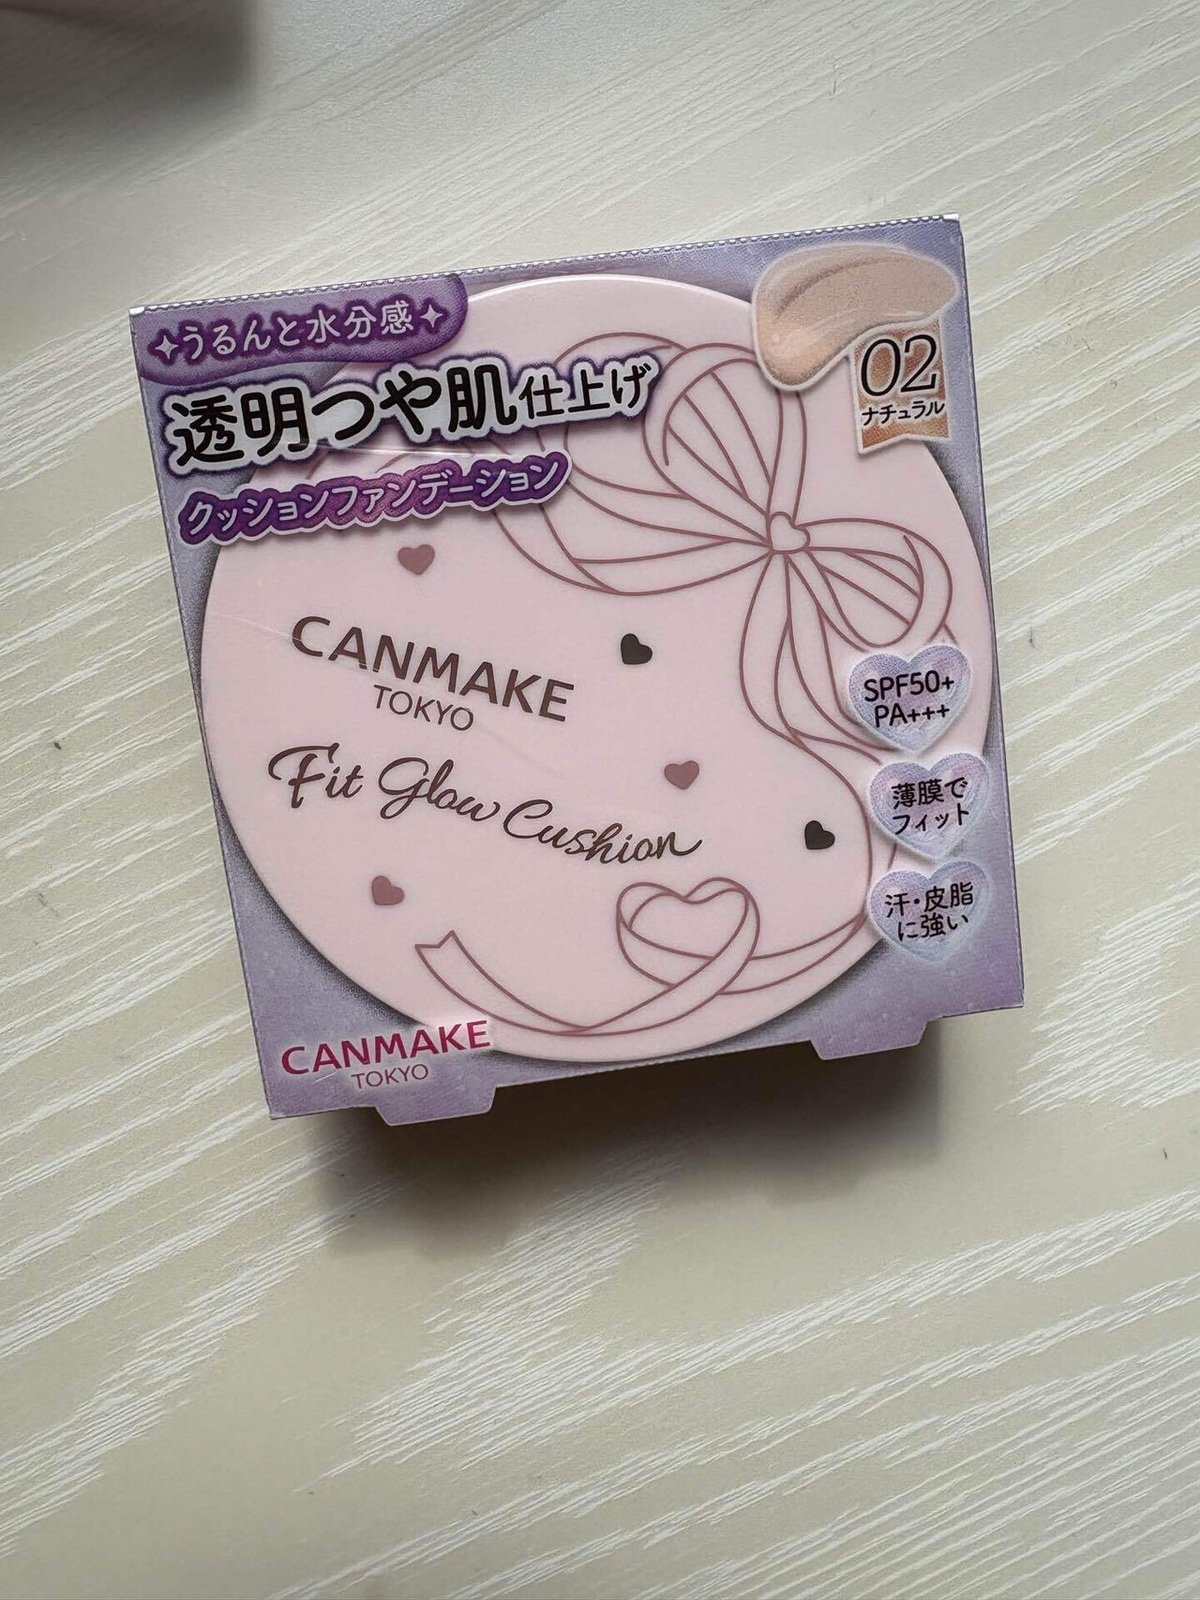 うるんと水分感
透明つや肌仕上げ
クッションファンデーション
02
ナチュラル
CANMAKE
TOKYO
Fit Glow Cushion
SPF50+
PA+++
薄膜で
フィット
汗・皮脂
に強い
CANMAKE
TOKYO